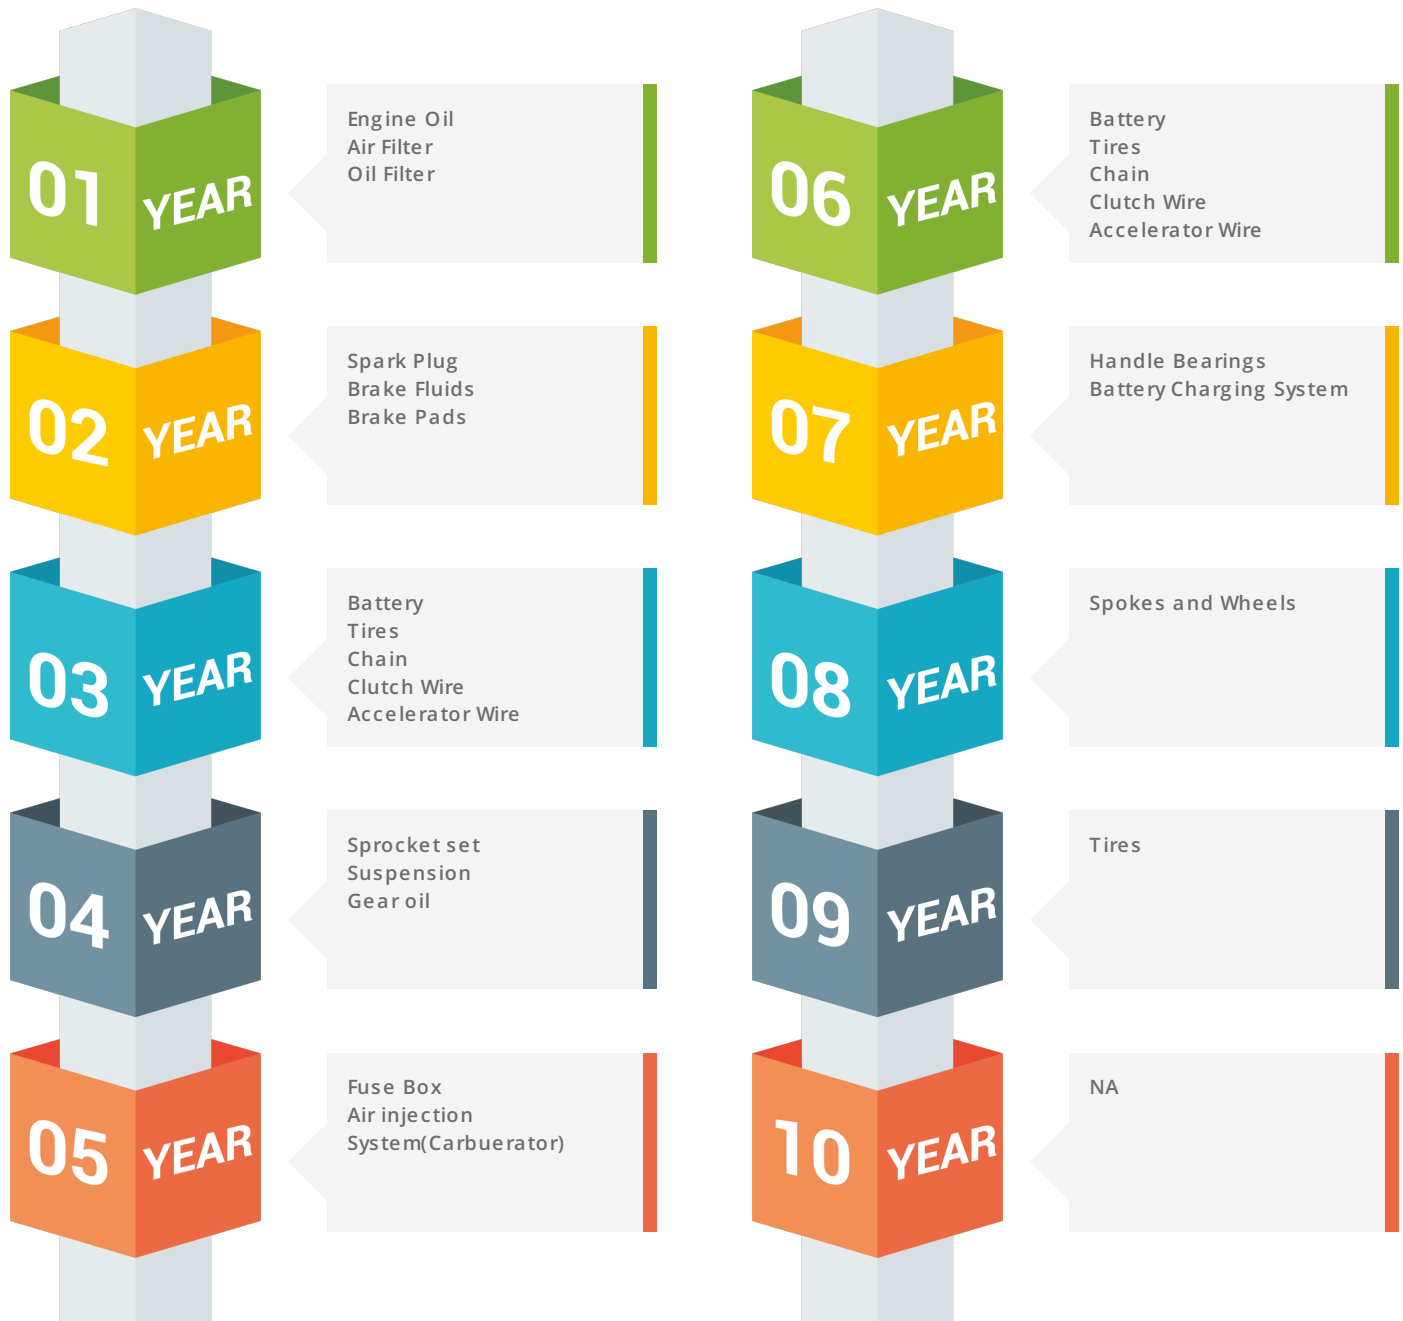 01 YEAR
Engine Oil
Air Filter
Oil Filter
02 YEAR
Spark Plug
Brake Fluids
Brake Pads
03 YEAR
Battery
Tires
Chain
Clutch Wire
Accelerator Wire
04 YEAR
Sprocket set
Suspension
Gear oil
05 YEAR
Fuse Box
Air injection
System(Carbuerator)
06 YEAR
Battery
Tires
Chain
Clutch Wire
Accelerator Wire
07 YEAR
Handle Bearings
Battery Charging System
08 YEAR
Spokes and Wheels
09 YEAR
Tires
10 YEAR
NA